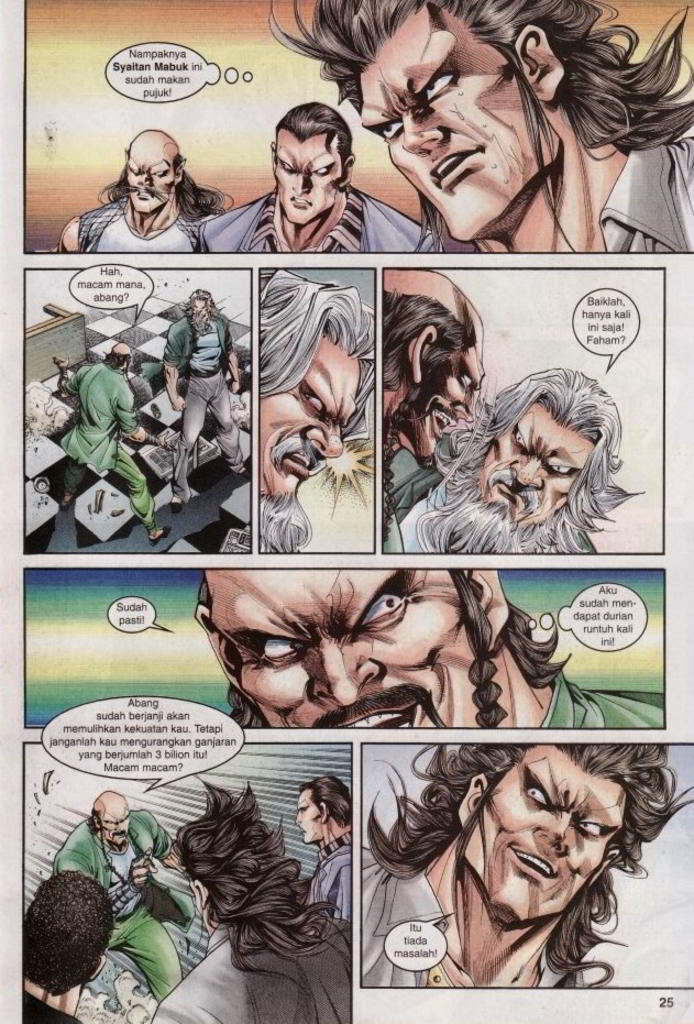 Nampaknya
Syaitan Mabuk ini
sudah makan
pujuk!
Hah,
macam mana,
abang?
Baiklah,
hanya kali
ini saja!
Faham?
Sudah
pasti!
Aku
sudah men-
dapat durian
runtuh kali
ini!
Abang
sudah berjanji akan
memulihkan kekuatan kau. Tetapi
janganlah kau mengurangkan ganjaran
yang berjumlah 3 bilion itu!
Macam macam?
Itu
tiada
masalah!
25